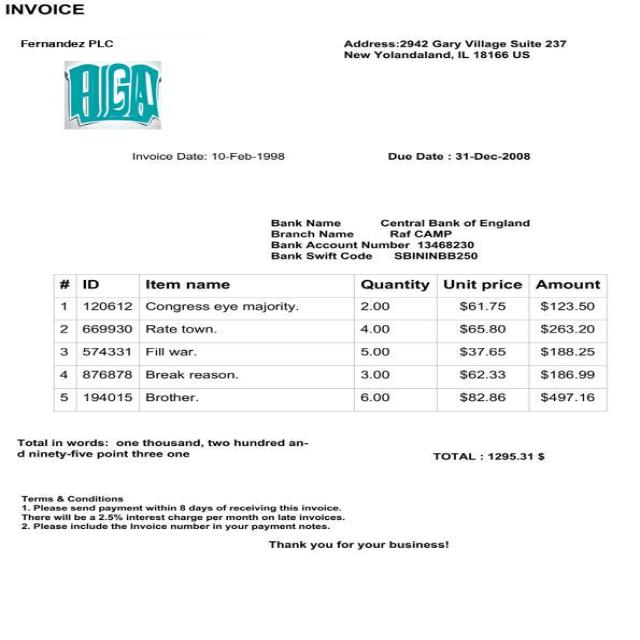 INVOICE
Fernandez PLC
Address:2942 Gary Village Suite 237
New Yolandaland, IL 18166 US
AIGA
Invoice Date: 10-Feb-1998
Due Date : 31-Dec-2008
Bank Name Central Bank of England
Branch Name Raf CAMP
Bank Account Number 13468230
Bank Swift Code SBININBB250
# ID Item name Quantity Unit price Amount
1 120612 Congress eye majority. 2.00 $61.75 $123.50
2 669930 Rate town. 4.00 $65.80 $263.20
3 574331 Fill war. 5.00 $37.65 $188.25
4 876878 Break reason. 3.00 $62.33 $186.99
5 194015 Brother. 6.00 $82.86 $497.16
Total in words: one thousand, two hundred an-
d ninety-five point three one
TOTAL : 1295.31 $
Terms & Conditions
1. Please send payment within 8 days of receiving this invoice.
There will be a 2.5% interest charge per month on late invoices.
2. Please include the Invoice number in your payment notes.
Thank you for your business!